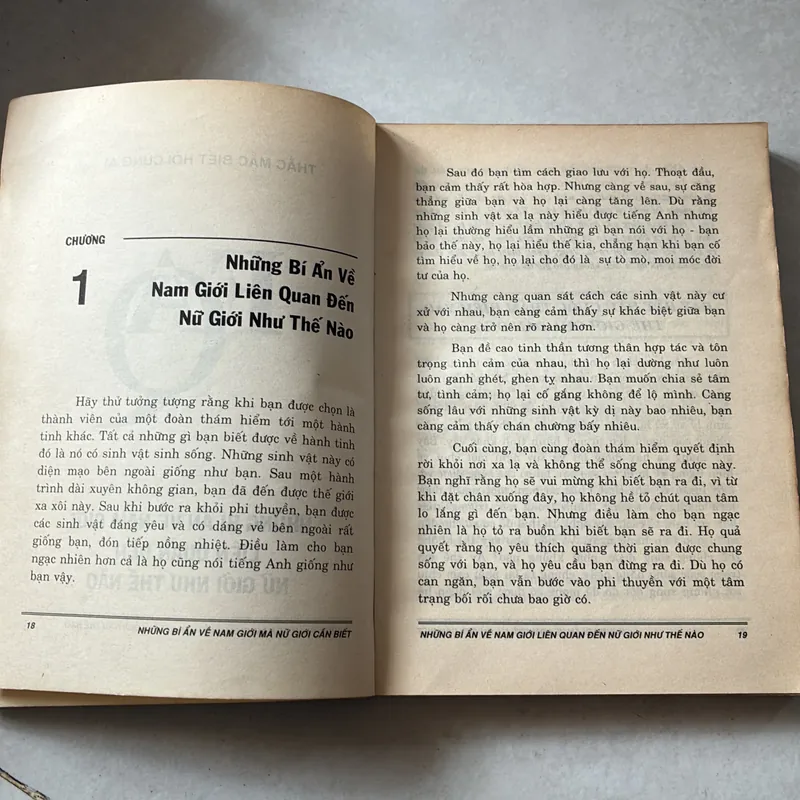 CHƯƠNG
1
Những Bí Ẩn Về
Nam Giới Liên Quan Đến
Nữ Giới Như Thế Nào
Hãy thử tưởng tượng rằng khi bạn được chọn là
thành viên của một đoàn thám hiểm tới một hành
tinh khác. Tất cả những gì bạn biết được về hành tinh
đó là nó có sinh vật sinh sống. Những sinh vật này có
diện mạo bên ngoài giống như bạn. Sau một hành
trình dài xuyên không gian, bạn đã đến được thế giới
xa xôi này. Sau khi bước ra khỏi phi thuyền, bạn được
các sinh vật đáng yêu và có dáng vẻ bên ngoài rất
giống bạn, đón tiếp nồng nhiệt. Điều làm cho bạn
ngạc nhiên hơn cả là họ cũng nói tiếng Anh giống như
bạn vậy.
18 NHỮNG BÍ ẨN VỀ NAM GIỚI MÀ NỮ GIỚI CẦN BIẾT
Sau đó bạn tìm cách giao lưu với họ. Thoạt đầu,
bạn cảm thấy rất hòa hợp. Nhưng càng về sau, sự căng
thẳng giữa bạn và họ lại càng tăng lên. Dù rằng
những sinh vật xa lạ này hiểu được tiếng Anh nhưng
họ lại thường hiểu lầm những gì bạn nói với họ - bạn
bảo thế này, họ lại hiểu thế kia, chẳng hạn khi bạn cố
tìm hiểu về họ, họ lại cho đó là sự tò mò, moi móc đời
tư của họ.
Nhưng càng quan sát cách các sinh vật này cư
xử với nhau, bạn càng cảm thấy sự khác biệt giữa bạn
và họ càng trở nên rõ ràng hơn.
Bạn đề cao tinh thần tương thân hợp tác và tôn
trọng tình cảm của nhau, thì họ lại dường như luôn
luôn ganh ghét, ghen tỵ nhau. Bạn muốn chia sẻ tâm
tư, tình cảm; họ lại cố gắng không để lộ mình. Càng
sống lâu với những sinh vật kỳ dị này bao nhiêu, bạn
càng cảm thấy chán chường bấy nhiêu.
Cuối cùng, bạn cùng đoàn thám hiểm quyết định
rời khỏi nơi xa lạ và không thể sống chung được này.
Bạn nghĩ rằng họ sẽ vui mừng khi biết bạn ra đi, vì từ
khi đặt chân xuống đây, họ không hề tỏ chút quan tâm
lo lắng gì đến bạn. Nhưng điều làm cho bạn ngạc
nhiên là họ tỏ ra buồn khi biết bạn sẽ ra đi. Họ quả
quyết rằng họ yêu thích quãng thời gian được chung
sống với bạn, và họ yêu cầu bạn đừng ra đi. Dù họ có
can ngăn, bạn vẫn bước vào phi thuyền với một tâm
trạng bối rối chưa bao giờ có.
NHỮNG BÍ ẨN VỀ NAM GIỚI LIÊN QUAN ĐẾN NỮ GIỚI NHƯ THẾ NÀO 19